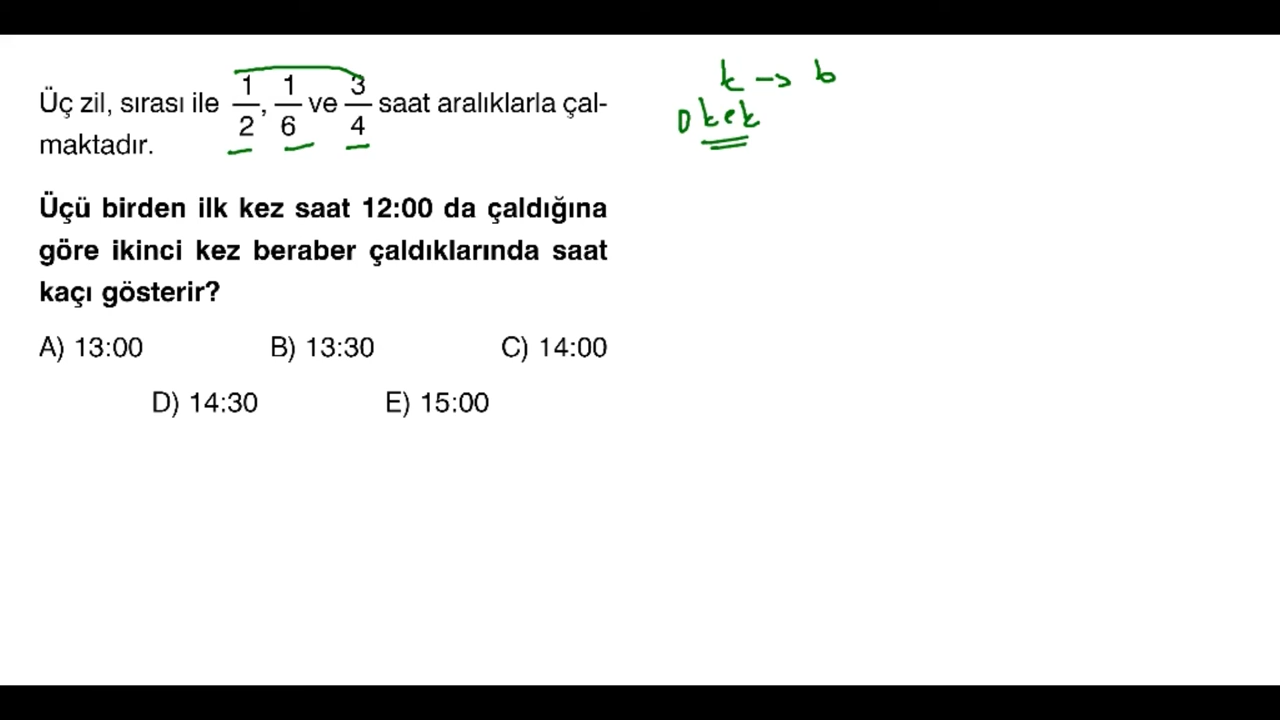 Üç zil, sırası ile 1/2, 1/6 ve 3/4 saat aralıklarla çal-
maktadır.
Üçü birden ilk kez saat 12:00 da çaldığına
göre ikinci kez beraber çaldıklarında saat
kaçı gösterir?
A) 13:00 B) 13:30 C) 14:00
D) 14:30 E) 15:00
k → b
Okek